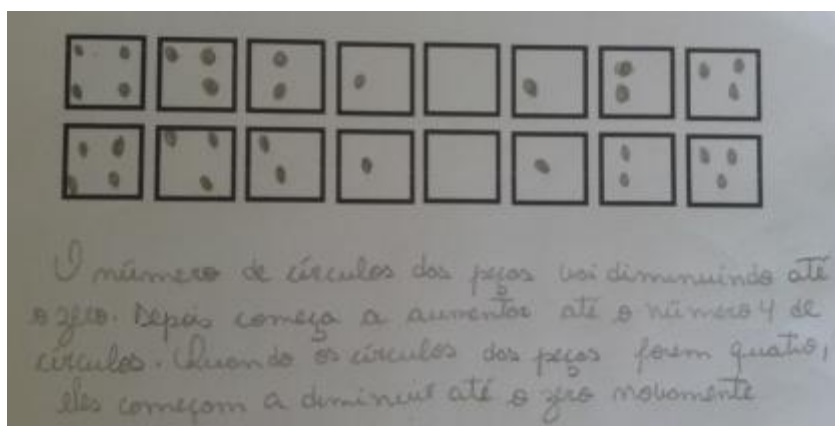 O número de círculos das peças vai diminuindo até
o zero. Depois começa a aumentar até o número 4 de
círculos. Quando os círculos das peças forem quatro,
eles começam a diminuir até o zero novamente